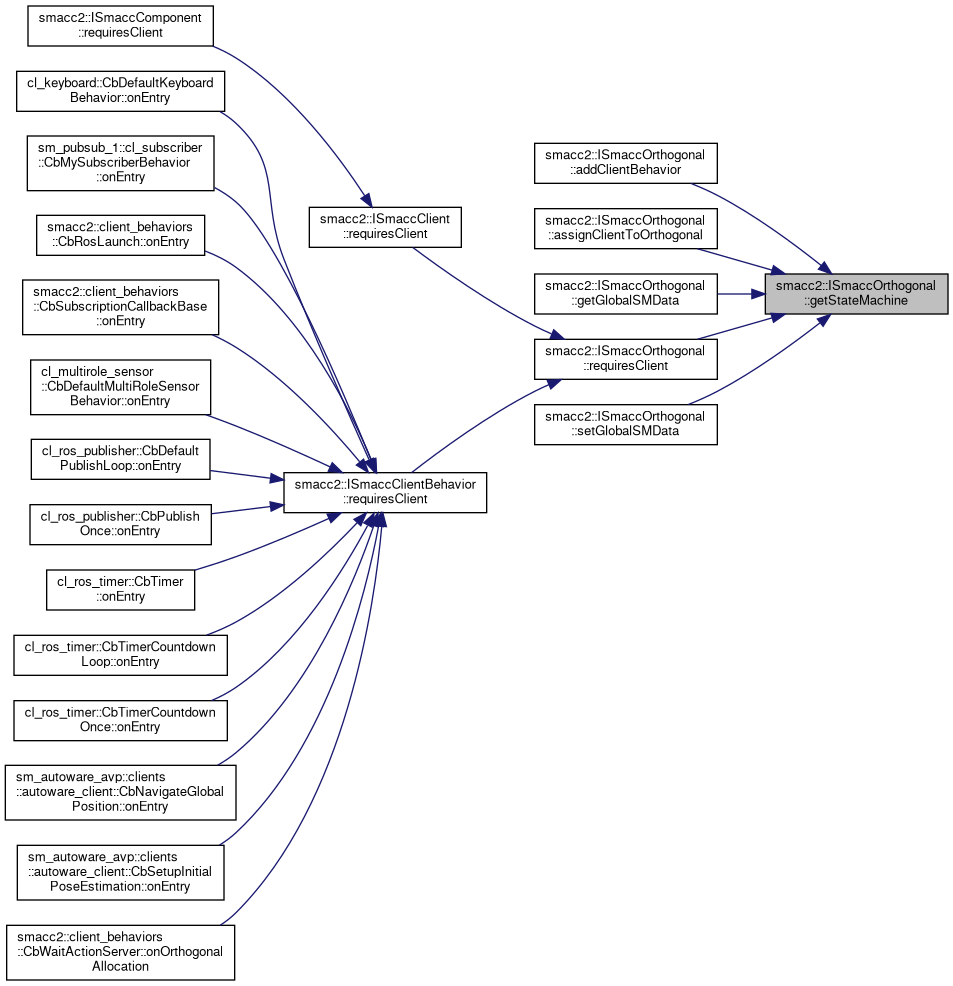 smacc2::ISmaccComponent
::requiresClient
cl_keyboard::CbDefaultKeyboard
Behavior::onEntry
sm_pubsub_1::cl_subscriber
::CbMySubscriberBehavior
::onEntry
smacc2::client_behaviors
::CbRosLaunch::onEntry
smacc2::client_behaviors
::CbSubscriptionCallbackBase
::onEntry
cl_multirole_sensor
::CbDefaultMultiRoleSensor
Behavior::onEntry
cl_ros_publisher::CbDefault
PublishLoop::onEntry
cl_ros_publisher::CbPublish
Once::onEntry
cl_ros_timer::CbTimer
::onEntry
cl_ros_timer::CbTimerCountdown
Loop::onEntry
cl_ros_timer::CbTimerCountdown
Once::onEntry
sm_autoware_avp::clients
::autoware_client::CbNavigateGlobal
Position::onEntry
sm_autoware_avp::clients
::autoware_client::CbSetupInitial
PoseEstimation::onEntry
smacc2::client_behaviors
::CbWaitActionServer::onOrthogonal
Allocation
smacc2::ISmaccClient
::requiresClient
smacc2::ISmaccClientBehavior
::requiresClient
smacc2::ISmaccOrthogonal
::addClientBehavior
smacc2::ISmaccOrthogonal
::assignClientToOrthogonal
smacc2::ISmaccOrthogonal
::getGlobalSMData
smacc2::ISmaccOrthogonal
::requiresClient
smacc2::ISmaccOrthogonal
::setGlobalSMData
smacc2::ISmaccOrthogonal
::getStateMachine